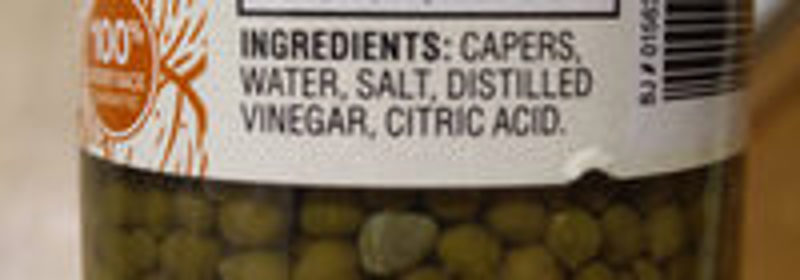 100%
INGREDIENTS: CAPERS,
WATER, SALT, DISTILLED
VINEGAR, CITRIC ACID.